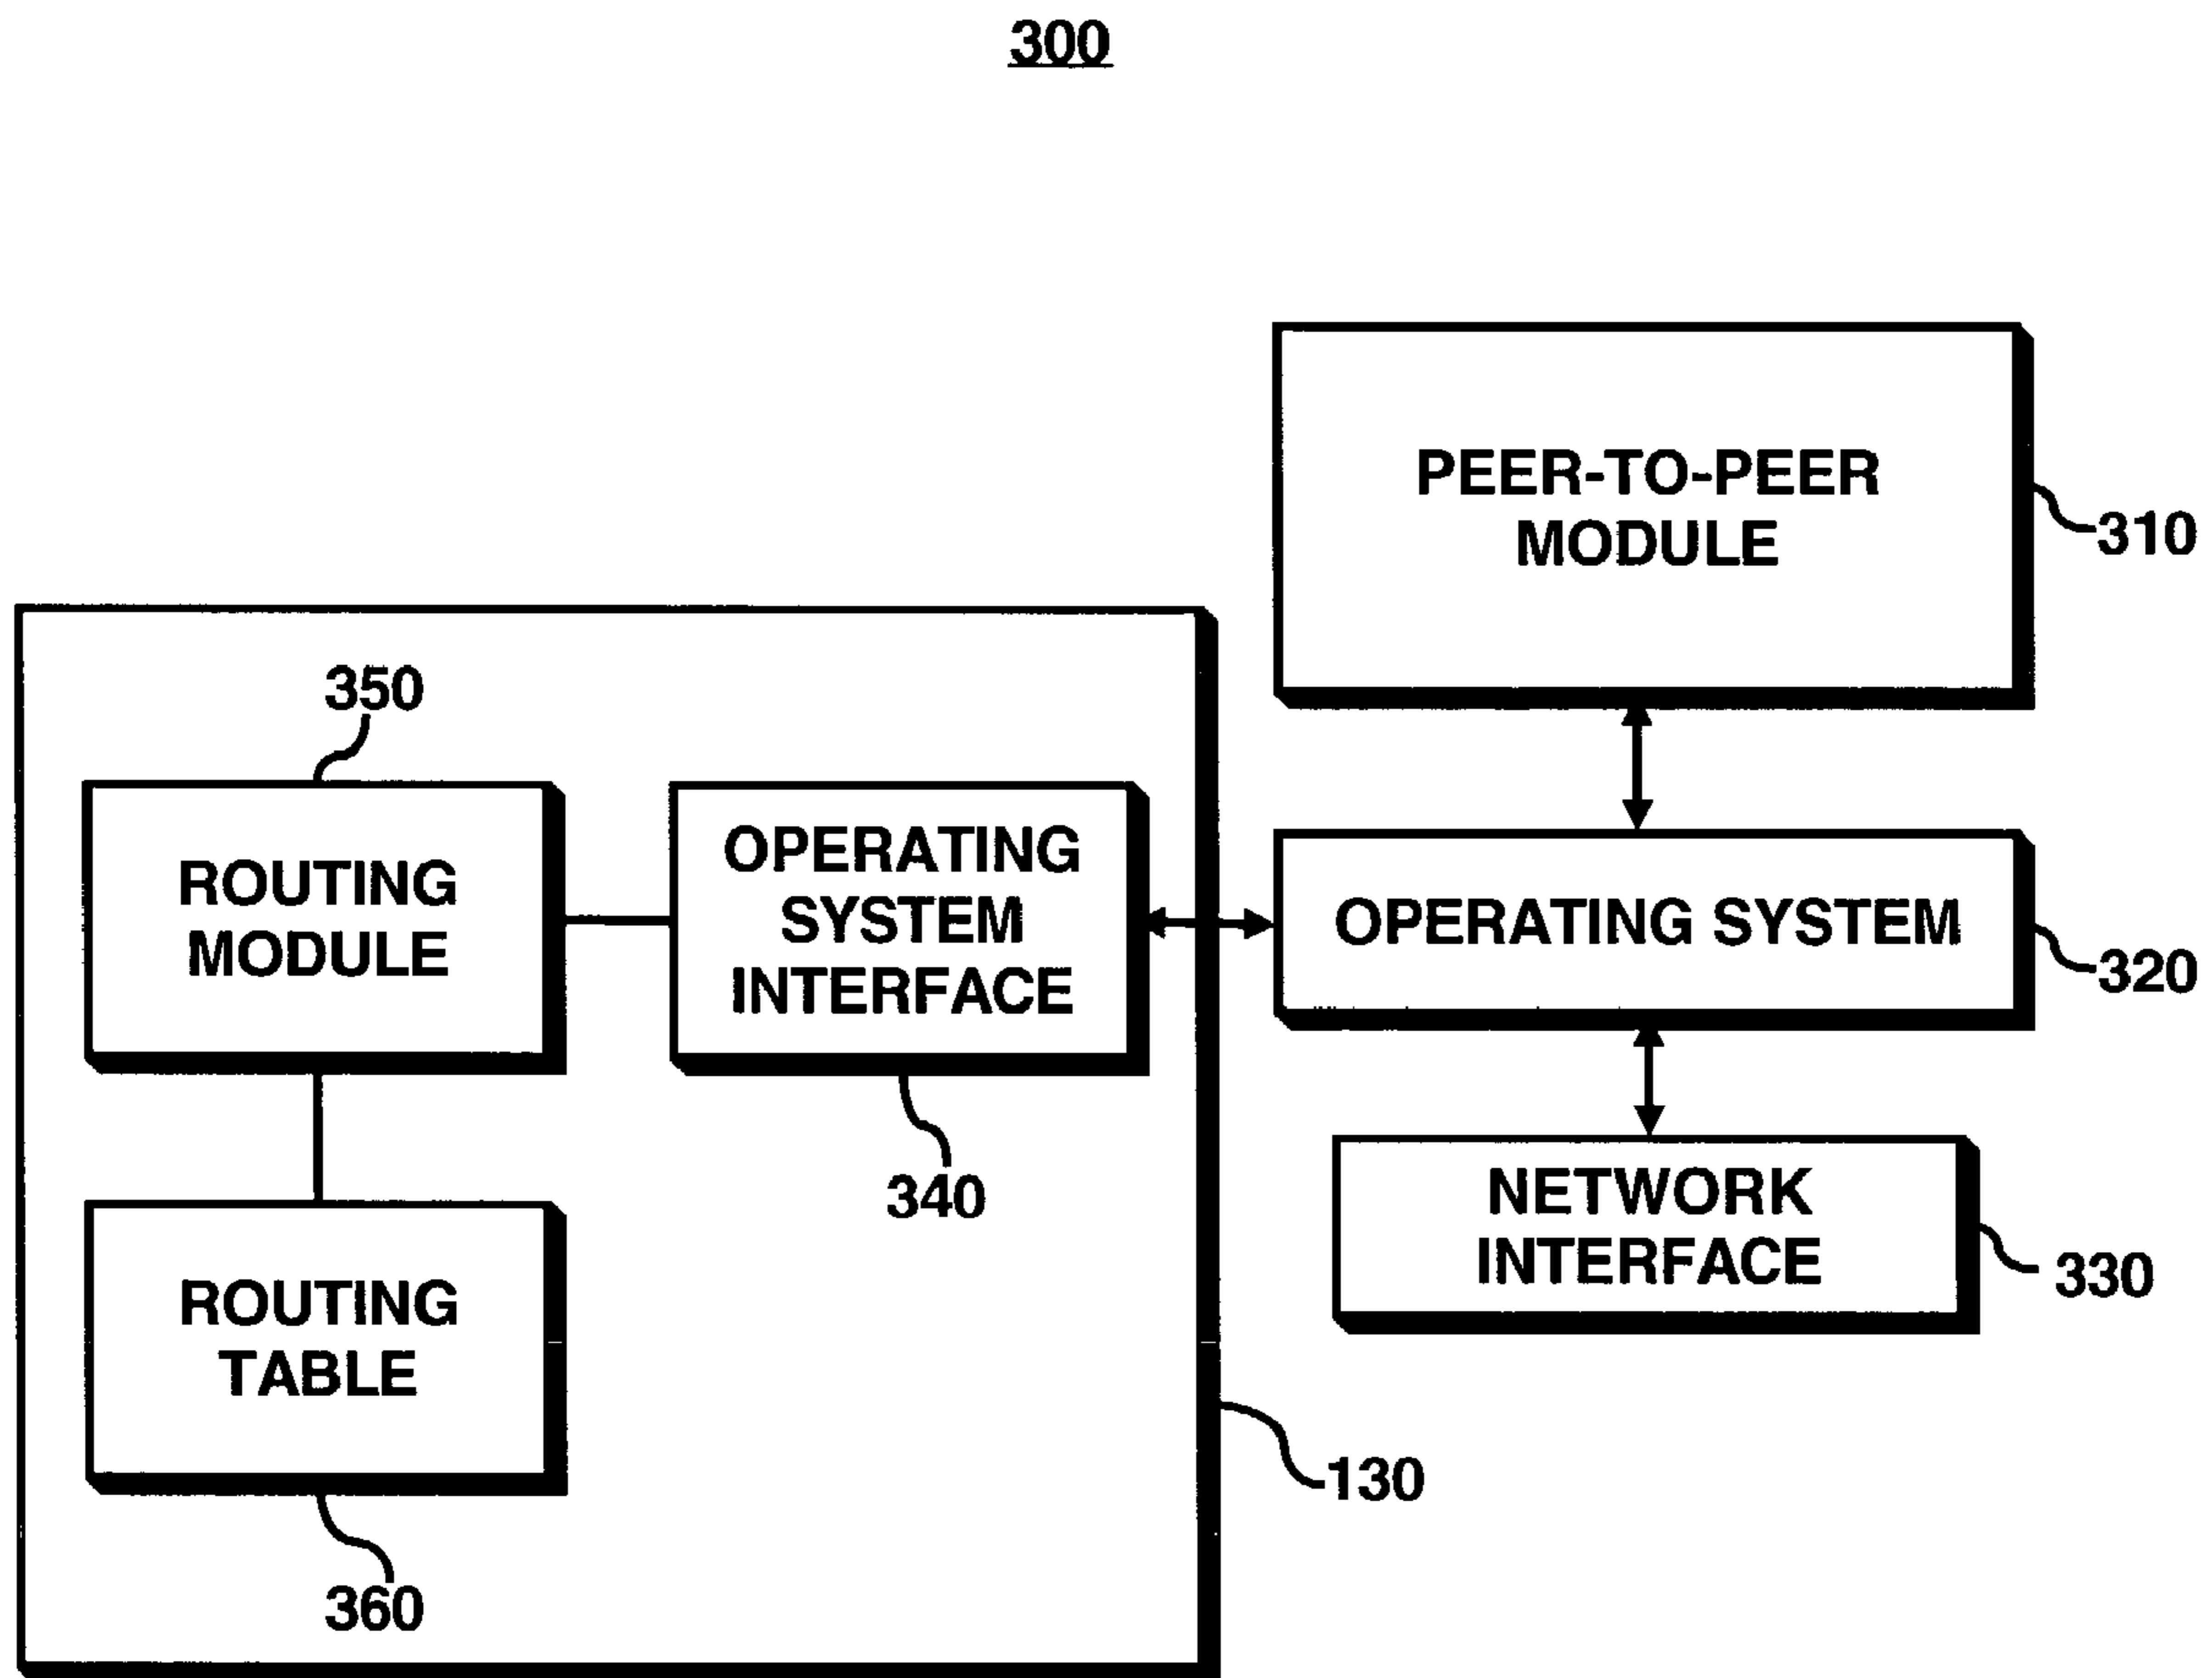 300
PEER-TO-PEER
MODULE
310
350
ROUTING
MODULE
OPERATING
SYSTEM
INTERFACE
OPERATING SYSTEM
320
340
NETWORK
INTERFACE
330
ROUTING
TABLE
130
360